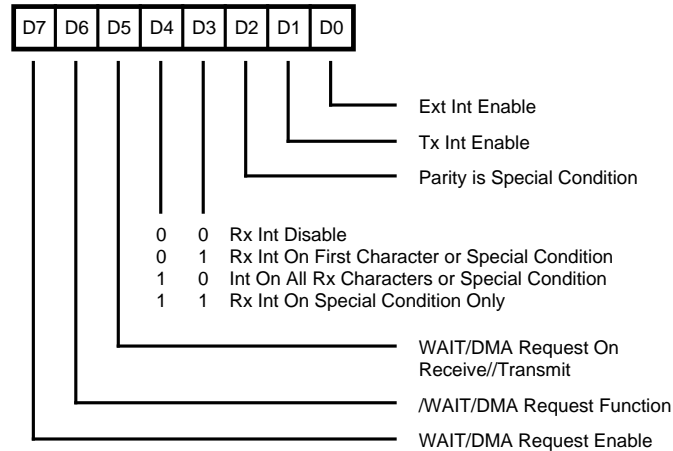 D7 D6 D5 D4 D3 D2 D1 D0
Ext Int Enable
Tx Int Enable
Parity is Special Condition
0 0 Rx Int Disable
0 1 Rx Int On First Character or Special Condition
1 0 Int On All Rx Characters or Special Condition
1 1 Rx Int On Special Condition Only
WAIT/DMA Request On
Receive//Transmit
/WAIT/DMA Request Function
WAIT/DMA Request Enable